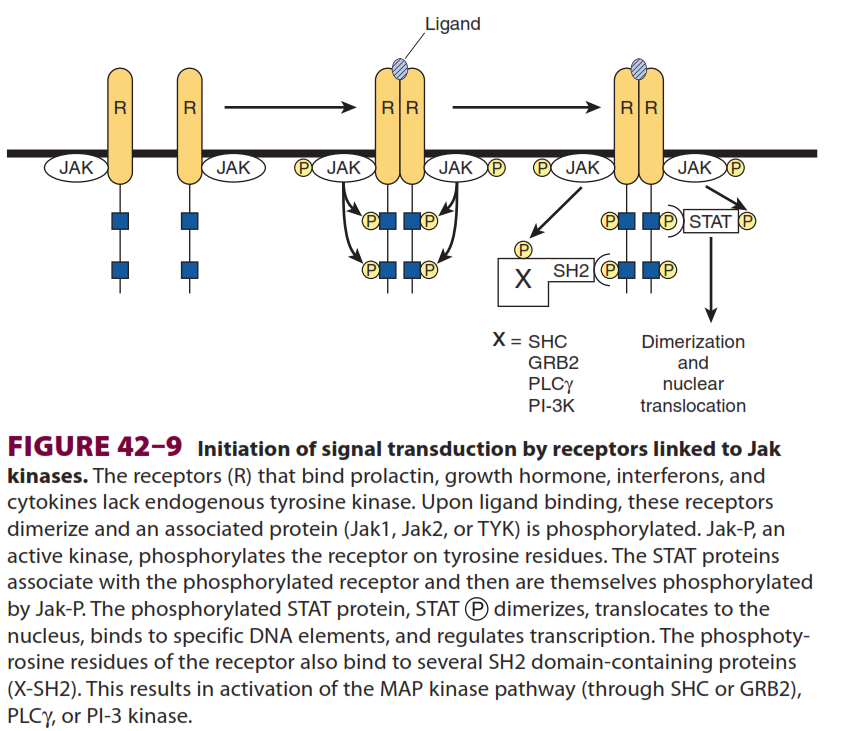 Ligand
R R R R R R
JAK JAK P JAK JAK P P JAK JAK P
P P P P STAT P
P P P X SH2 P P
X = SHC
GRB2
PLCγ
PI-3K
Dimerization
and
nuclear
translocation
FIGURE 42–9 Initiation of signal transduction by receptors linked to Jak
kinases. The receptors (R) that bind prolactin, growth hormone, interferons, and
cytokines lack endogenous tyrosine kinase. Upon ligand binding, these receptors
dimerize and an associated protein (Jak1, Jak2, or TYK) is phosphorylated. Jak-P, an
active kinase, phosphorylates the receptor on tyrosine residues. The STAT proteins
associate with the phosphorylated receptor and then are themselves phosphorylated
by Jak-P. The phosphorylated STAT protein, STAT Ⓟ dimerizes, translocates to the
nucleus, binds to specific DNA elements, and regulates transcription. The phosphoty-
rosine residues of the receptor also bind to several SH2 domain-containing proteins
(X-SH2). This results in activation of the MAP kinase pathway (through SHC or GRB2),
PLCγ, or PI-3 kinase.